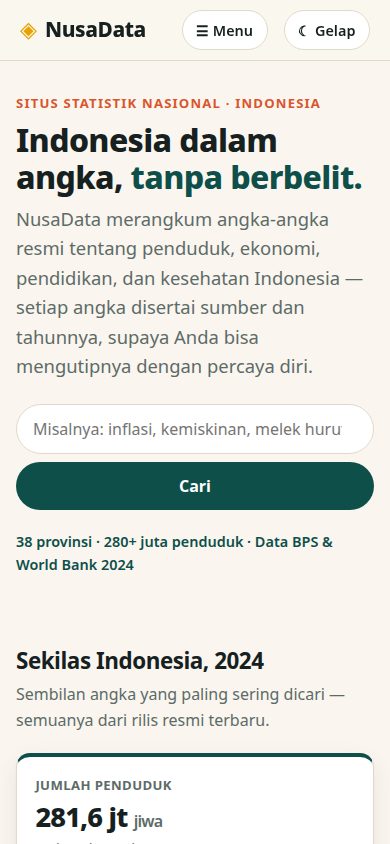 NusaData
☰ Menu
☾ Gelap
SITUS STATISTIK NASIONAL · INDONESIA
Indonesia dalam
angka, tanpa berbelit.
NusaData merangkum angka-angka
resmi tentang penduduk, ekonomi,
pendidikan, dan kesehatan Indonesia —
setiap angka disertai sumber dan
tahunnya, supaya Anda bisa
mengutipnya dengan percaya diri.
Misalnya: inflasi, kemiskinan, melek huru
Cari
38 provinsi · 280+ juta penduduk · Data BPS &
World Bank 2024
Sekilas Indonesia, 2024
Sembilan angka yang paling sering dicari —
semuanya dari rilis resmi terbaru.
JUMLAH PENDUDUK
281,6 jt jiwa